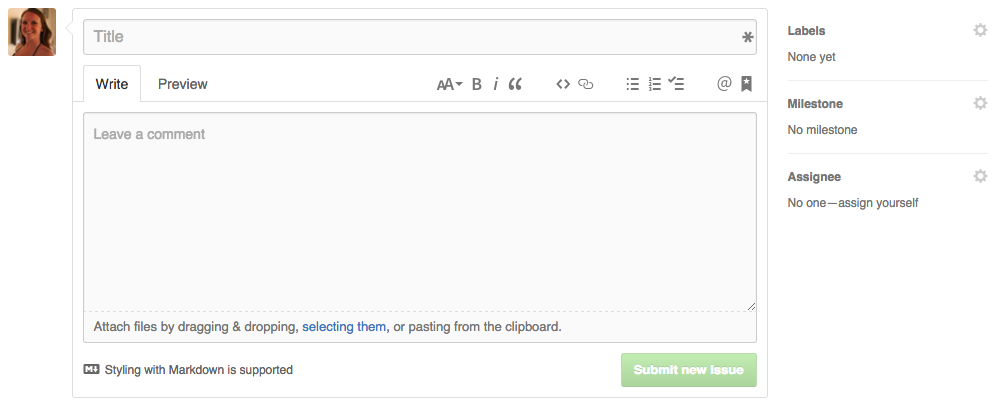 Title
Write Preview AA B i “ @
Leave a comment
Attach files by dragging & dropping, selecting them, or pasting from the clipboard.
M Styling with Markdown is supported
Submit new issue
Labels
None yet
Milestone
No milestone
Assignee
No one—assign yourself